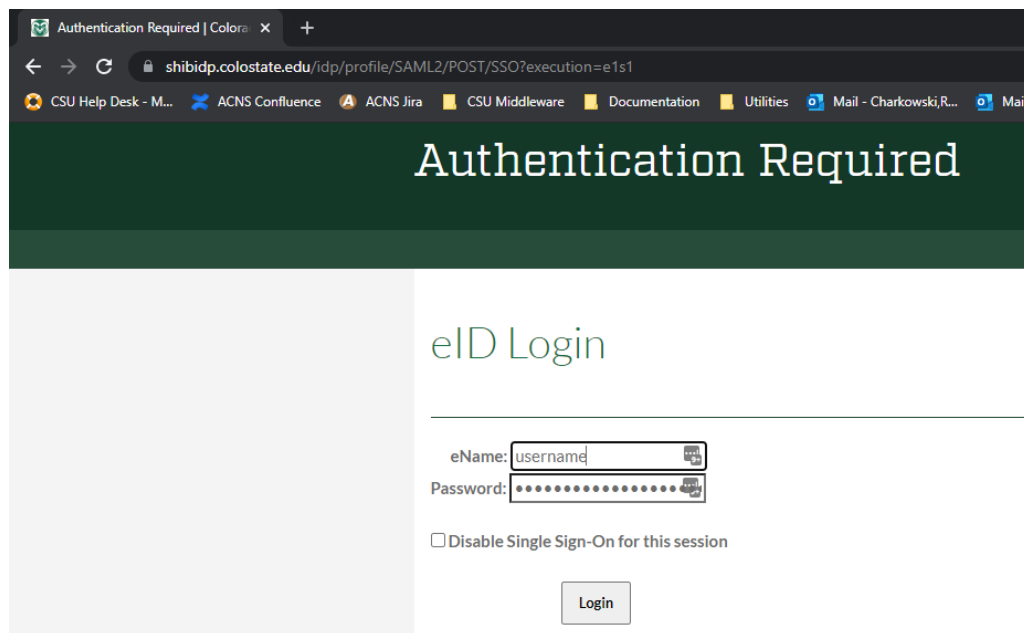 Authentication Required | Colora
shibidp.colostate.edu/idp/profile/SAML2/POST/SSO?execution=e1s1
CSU Help Desk - M... ACNS Confluence ACNS Jira CSU Middleware Documentation Utilities Mail - Charkowski,R... Mai
Authentication Required
eID Login
eName: username
Password: ••••••••••••••••••
Disable Single Sign-On for this session
Login